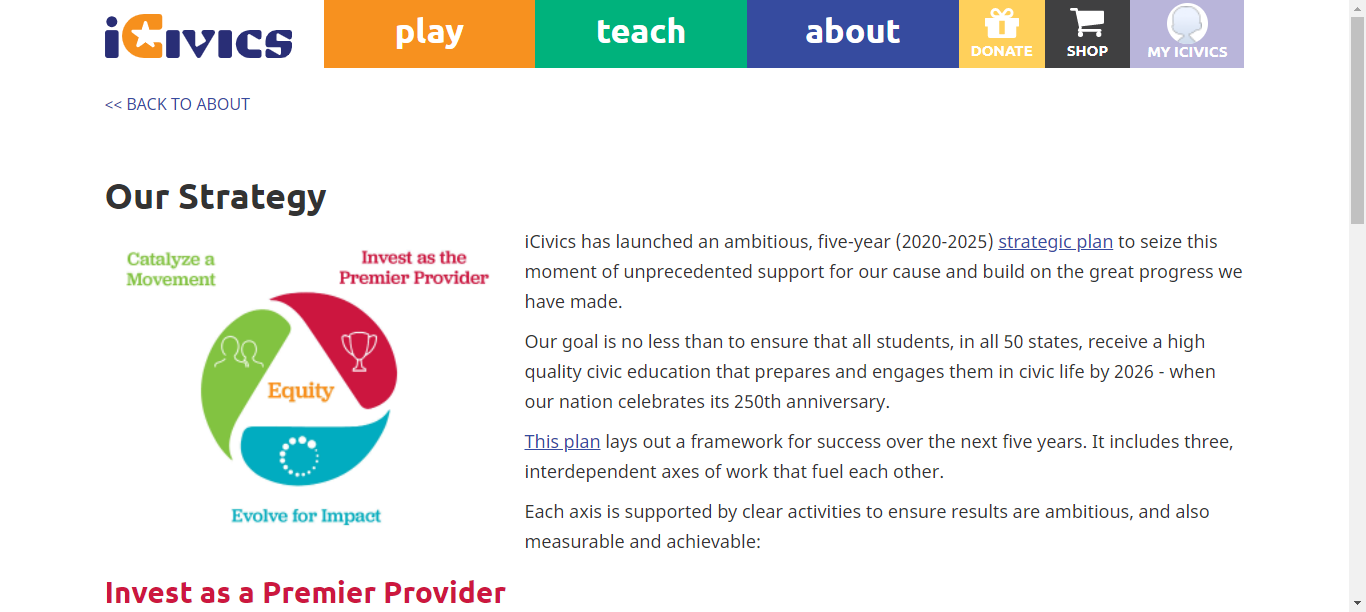 iCivics
play
teach
about
DONATE
SHOP
MY ICIVICS
<< BACK TO ABOUT
Our Strategy
Catalyze a
Movement
Invest as the
Premier Provider
Equity
Evolve for Impact
iCivics has launched an ambitious, five-year (2020-2025) strategic plan to seize this
moment of unprecedented support for our cause and build on the great progress we
have made.
Our goal is no less than to ensure that all students, in all 50 states, receive a high
quality civic education that prepares and engages them in civic life by 2026 - when
our nation celebrates its 250th anniversary.
This plan lays out a framework for success over the next five years. It includes three,
interdependent axes of work that fuel each other.
Each axis is supported by clear activities to ensure results are ambitious, and also
measurable and achievable:
Invest as a Premier Provider